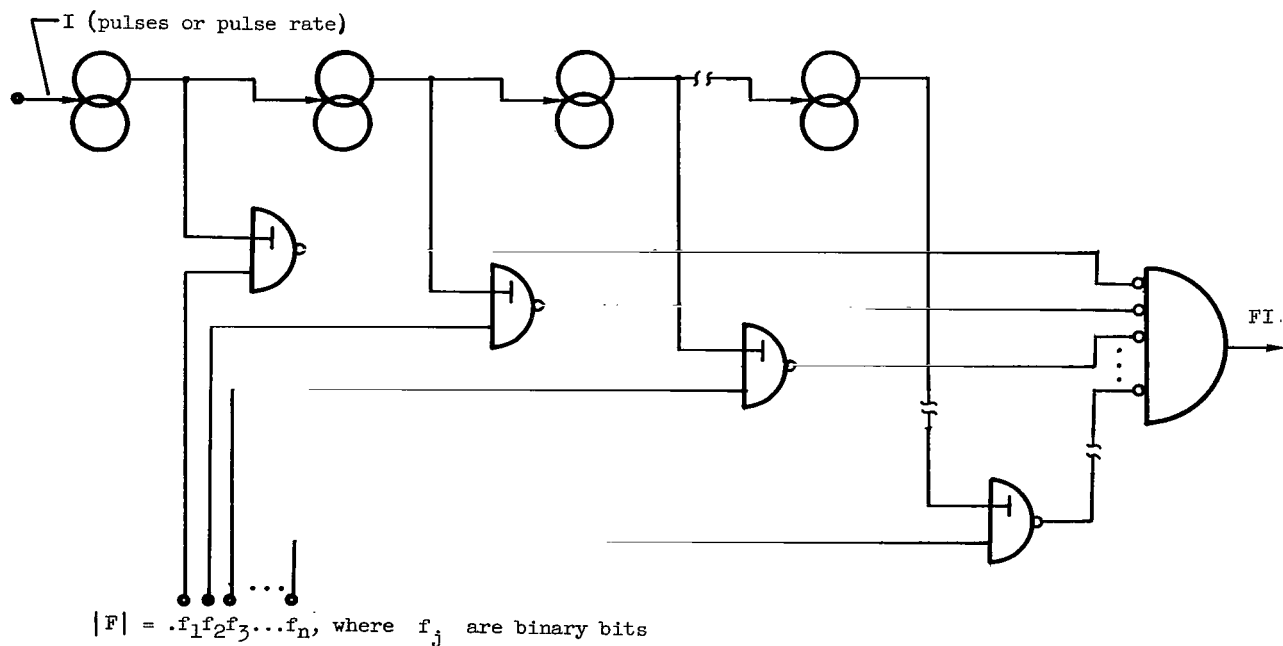 I (pulses or pulse rate)
FI.
|F| = .f₁f₂f₃...fₙ, where fⱼ are binary bits